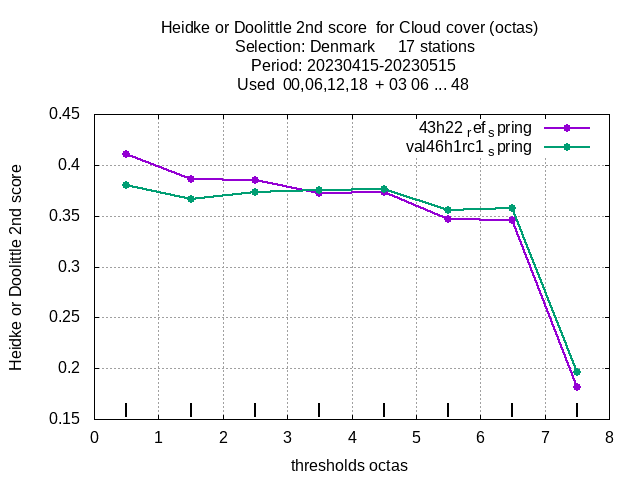 Heidke or Doolittle 2nd score  for Cloud cover (octas)
Selection: Denmark     17 stations
Period: 20230415-20230515
Used  00,06,12,18  + 03 06 ... 48
43h22 ref spring
val46h1rc1 spring
Heidke or Doolittle 2nd score
0.45
0.4
0.35
0.3
0.25
0.2
0.15
0 1 2 3 4 5 6 7 8
thresholds octas